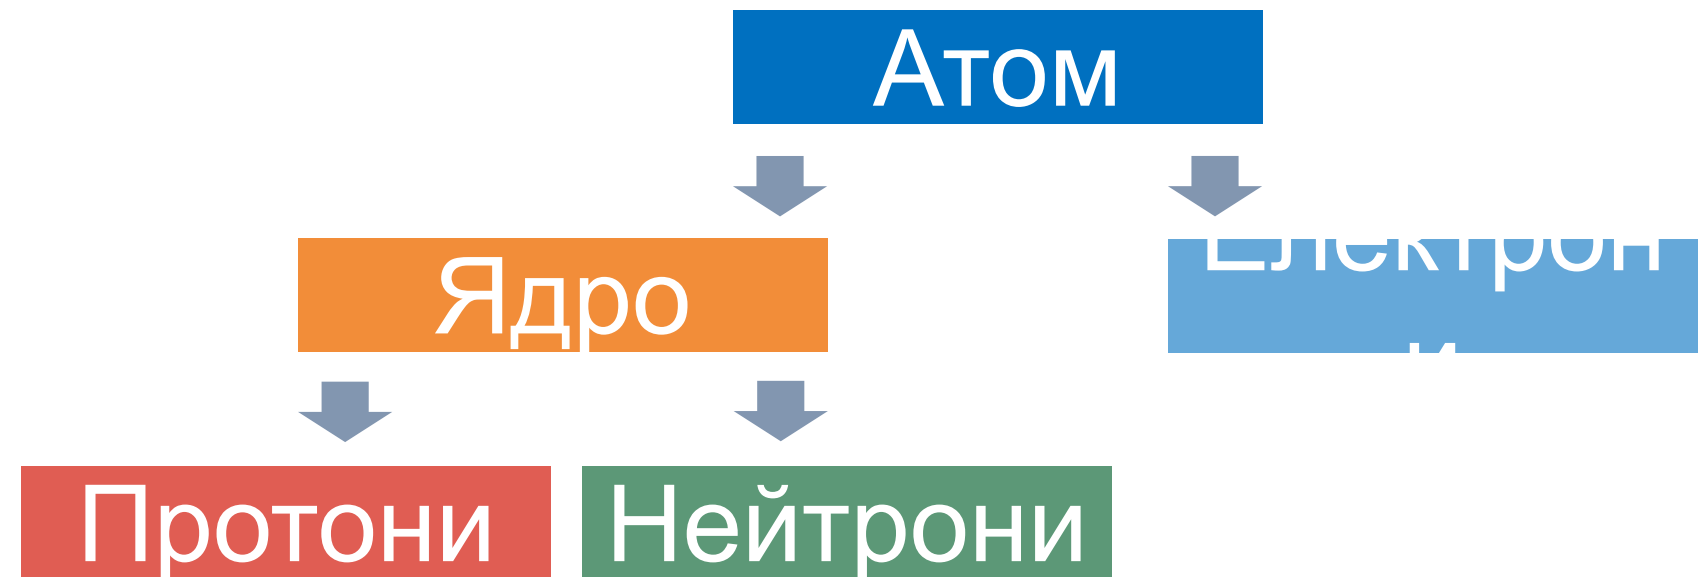 Атом
Ядро
Електрон
и
Протони
Нейтрони